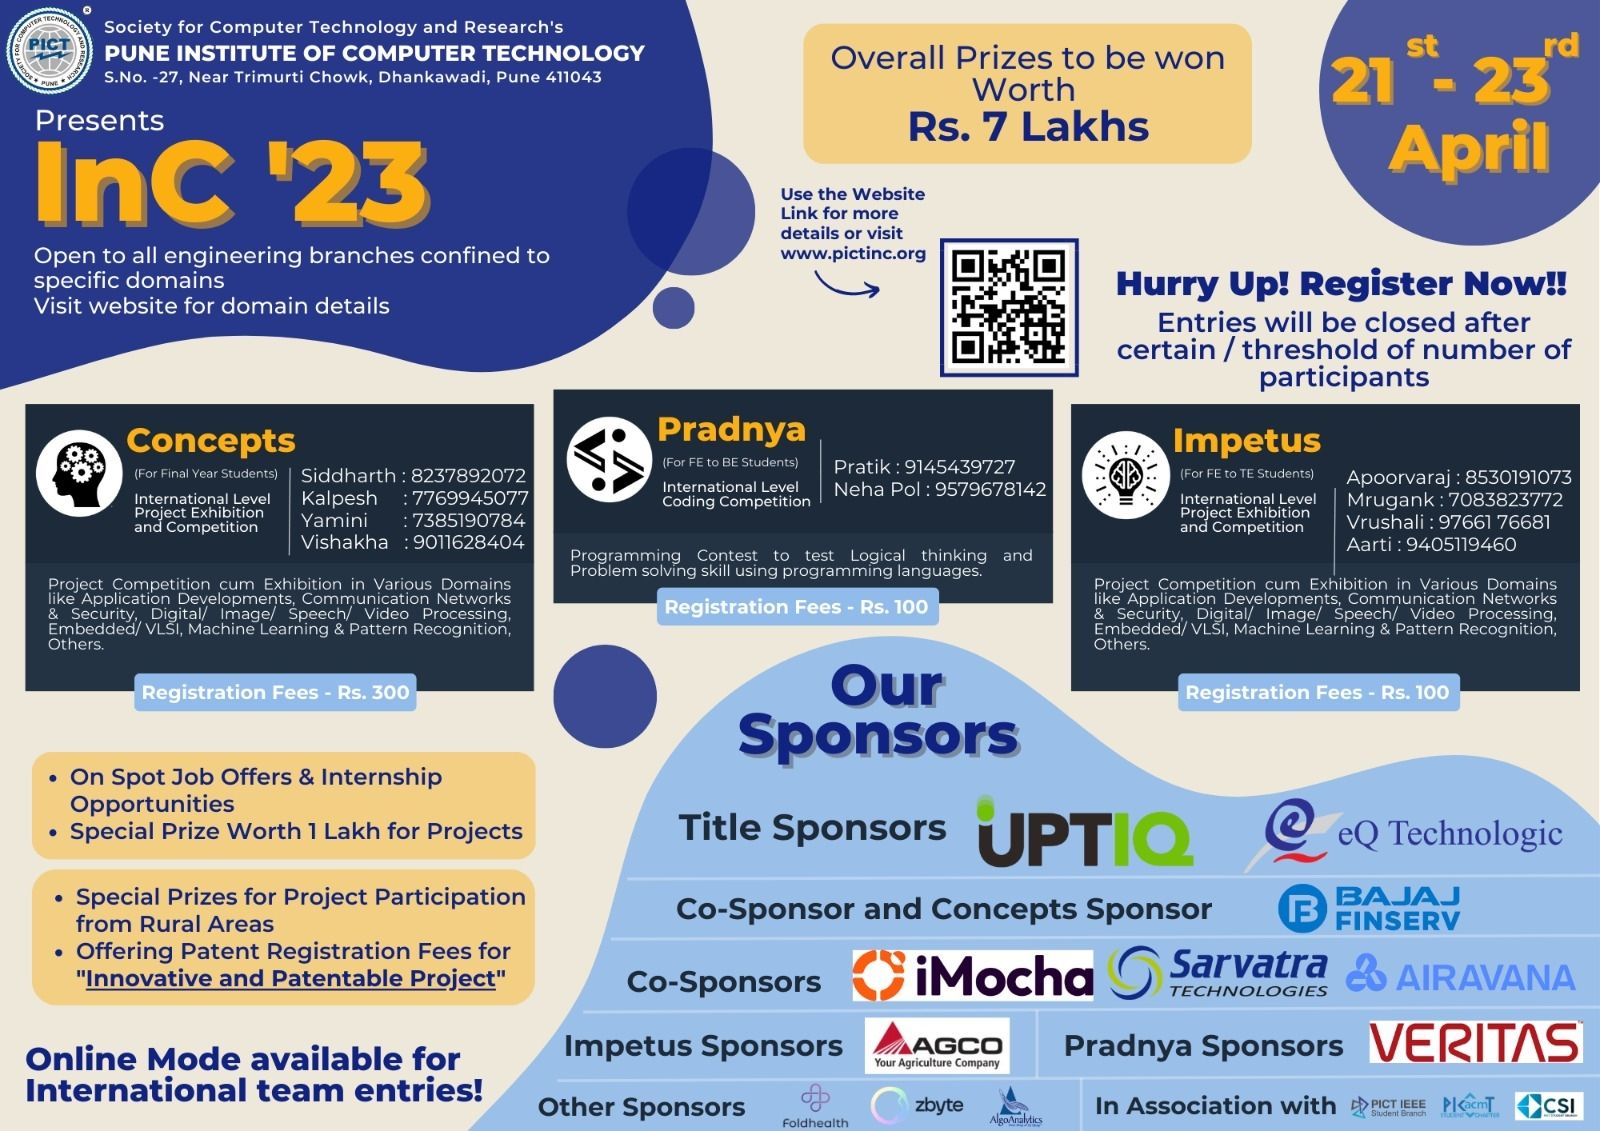 Society for Computer Technology and Research's
PUNE INSTITUTE OF COMPUTER TECHNOLOGY
S.No. -27, Near Trimurti Chowk, Dhankawadi, Pune 411043
PICT
Presents
InC '23
Open to all engineering branches confined to
specific domains
Visit website for domain details
Overall Prizes to be won
Worth
Rs. 7 Lakhs
21st - 23rd
April
Use the Website
Link for more
details or visit
www.pictinc.org
Hurry Up! Register Now!!
Entries will be closed after
certain / threshold of number of
participants
Concepts
(For Final Year Students)
International Level
Project Exhibition
and Competition
Siddharth : 8237892072
Kalpesh : 7769945077
Yamini : 7385190784
Vishakha : 9011628404
Project Competition cum Exhibition in Various Domains
like Application Developments, Communication Networks
& Security, Digital/ Image/ Speech/ Video Processing,
Embedded/ VLSI, Machine Learning & Pattern Recognition,
Others.
Registration Fees - Rs. 300
Pradnya
(For FE to BE Students)
International Level
Coding Competition
Pratik : 9145439727
Neha Pol : 9579678142
Programming Contest to test Logical thinking and
Problem solving skill using programming languages.
Registration Fees - Rs. 100
Impetus
(For FE to TE Students)
International Level
Project Exhibition
and Competition
Apoorvaraj : 8530191073
Mrugank : 7083823772
Vrushali : 97661 76681
Aarti : 9405119460
Project Competition cum Exhibition in Various Domains
like Application Developments, Communication Networks
& Security, Digital/ Image/ Speech/ Video Processing,
Embedded/ VLSI, Machine Learning & Pattern Recognition,
Others.
Registration Fees - Rs. 100
On Spot Job Offers & Internship
Opportunities
Special Prize Worth 1 Lakh for Projects
Special Prizes for Project Participation
from Rural Areas
Offering Patent Registration Fees for
"Innovative and Patentable Project"
Online Mode available for
International team entries!
Our
Sponsors
Title Sponsors UPTIQ eQ Technologic
Co-Sponsor and Concepts Sponsor BAJAJ
FINSERV
Co-Sponsors iMocha Sarvatra
TECHNOLOGIES
AIRAVANA
Impetus Sponsors AGCO
Your Agriculture Company
Pradnya Sponsors VERITAS
Other Sponsors Foldhealth zbyte AlgoAnalytics
In Association with PICT IEEE
Student Branch
CSI